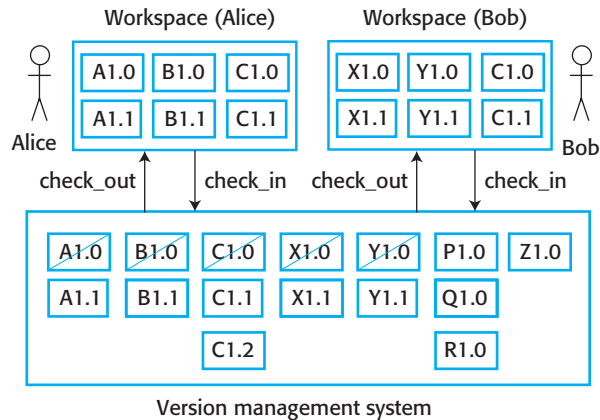 Workspace (Alice) Workspace (Bob)
A1.0 B1.0 C1.0 X1.0 Y1.0 C1.0
A1.1 B1.1 C1.1 X1.1 Y1.1 C1.1
Alice Bob
check_out check_in check_out check_in
A1.0 B1.0 C1.0 X1.0 Y1.0 P1.0 Z1.0
A1.1 B1.1 C1.1 X1.1 Y1.1 Q1.0
C1.2 R1.0
Version management system